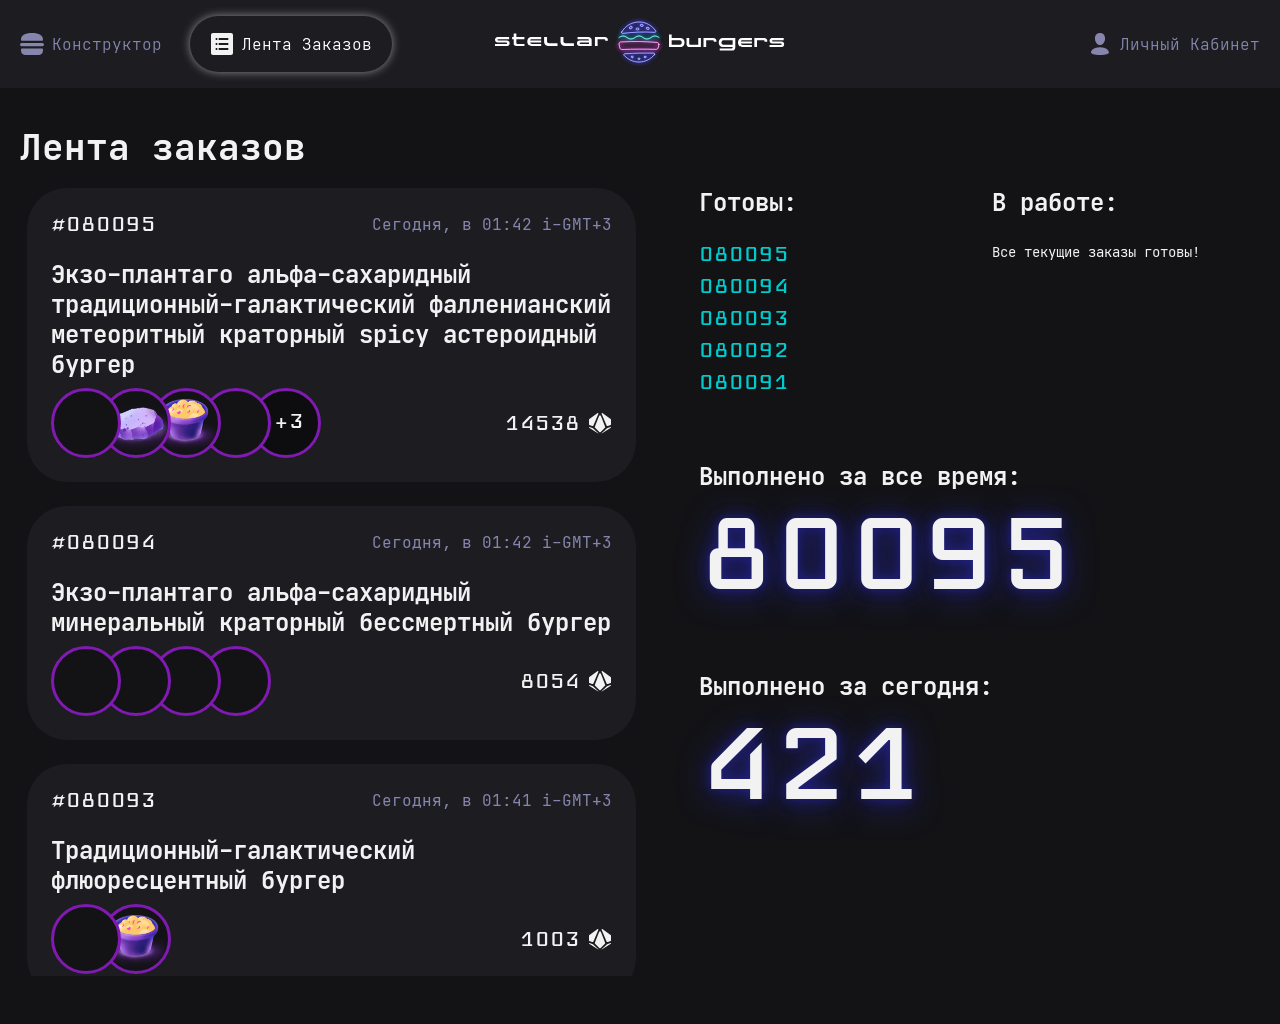 Конструктор
Лента Заказов
stellar burgers
Личный Кабинет
Лента заказов
#080095
Сегодня, в 01:42 i-GMT+3
Экзо-плантаго альфа-сахаридный
традиционный-галактический фалленианский
метеоритный краторный spicy астероидный
бургер
+3
14538
#080094
Сегодня, в 01:42 i-GMT+3
Экзо-плантаго альфа-сахаридный
минеральный краторный бессмертный бургер
8054
#080093
Сегодня, в 01:41 i-GMT+3
Традиционный-галактический
флюоресцентный бургер
1003
Готовы:
080095
080094
080093
080092
080091
В работе:
Все текущие заказы готовы!
Выполнено за все время:
80095
Выполнено за сегодня:
421